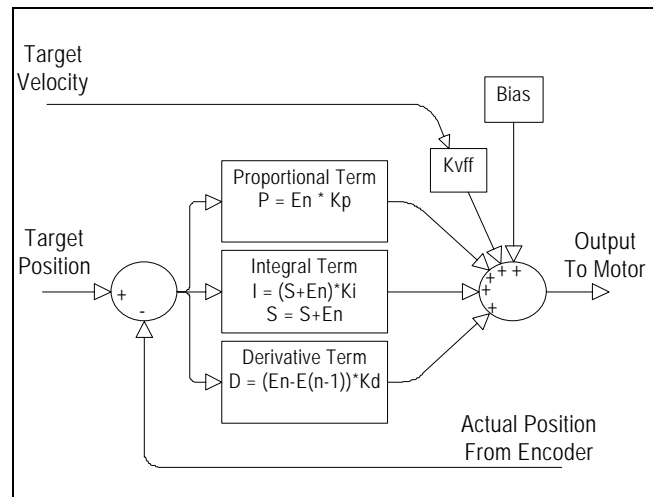 Target
Velocity
Bias
Kvff
Proportional Term
P = En * Kp
Target
Position
+
-
Integral Term
I = (S+En)*Ki
S = S+En
Derivative Term
D = (En-E(n-1))*Kd
+
+
+
+
+
Output
To Motor
Actual Position
From Encoder